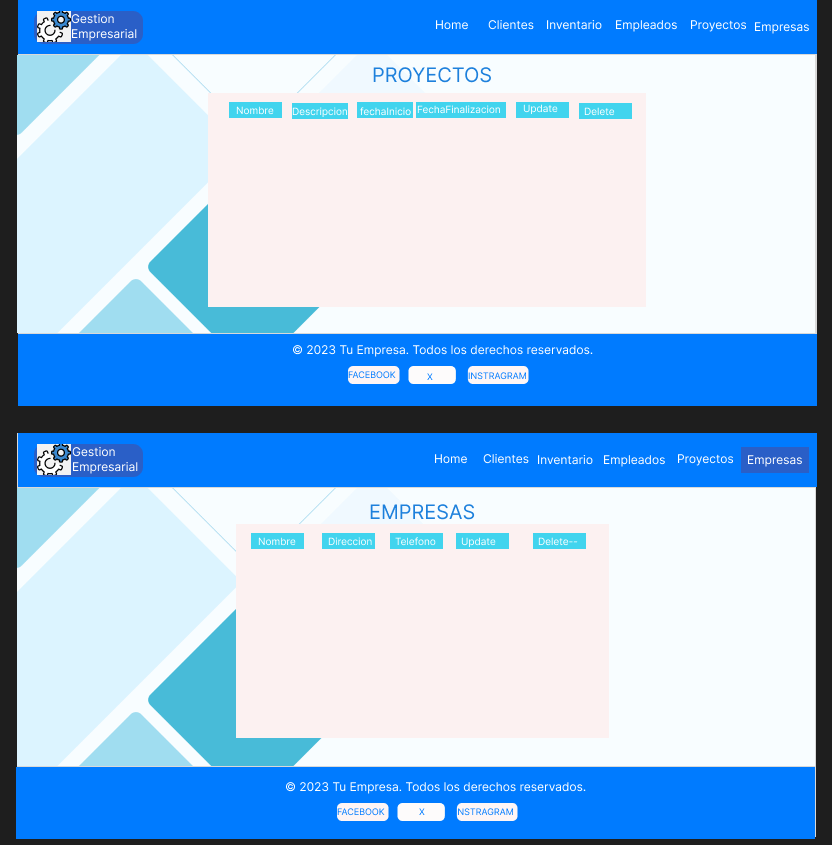 Gestion
Empresarial
Home Clientes Inventario Empleados Proyectos Empresas
PROYECTOS
Nombre Descripcion fechaInicio FechaFinalizacion Update Delete
© 2023 Tu Empresa. Todos los derechos reservados.
FACEBOOK X INSTRAGRAM
Gestion
Empresarial
Home Clientes Inventario Empleados Proyectos Empresas
EMPRESAS
Nombre Direccion Telefono Update Delete--
© 2023 Tu Empresa. Todos los derechos reservados.
FACEBOOK X NSTRAGRAM